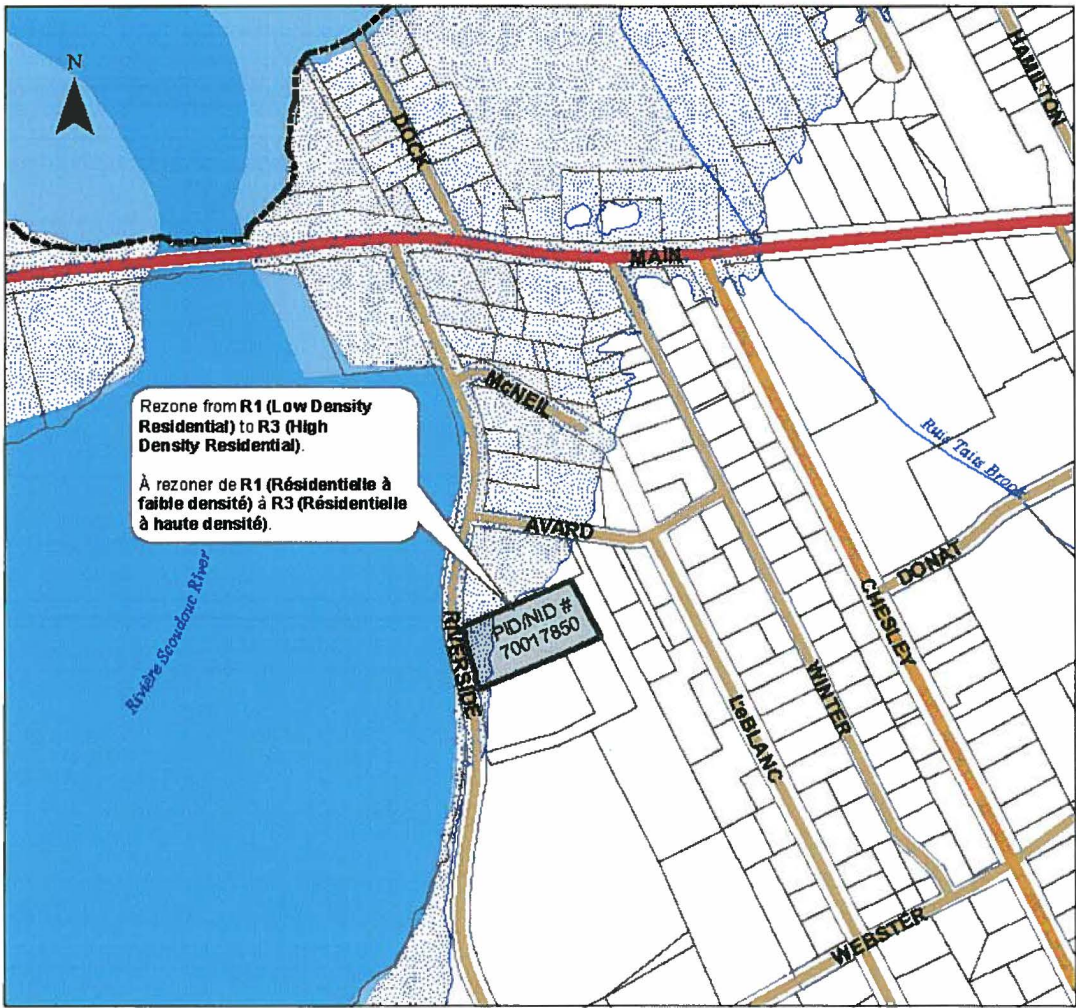 N
HAMILTON
DOCK
MAIN
McNEIL
Rezone from R1 (Low Density
Residential) to R3 (High
Density Residential).
À rezoner de R1 (Résidentielle à
faible densité) à R3 (Résidentielle
à haute densité).
Ruis Taits Brook
AVARD
DONAT
CHESLEY
PID/NID #
70017850
RIVERSIDE
Rivière Scoudouc River
WINTER
LeBLANC
WEBSTER